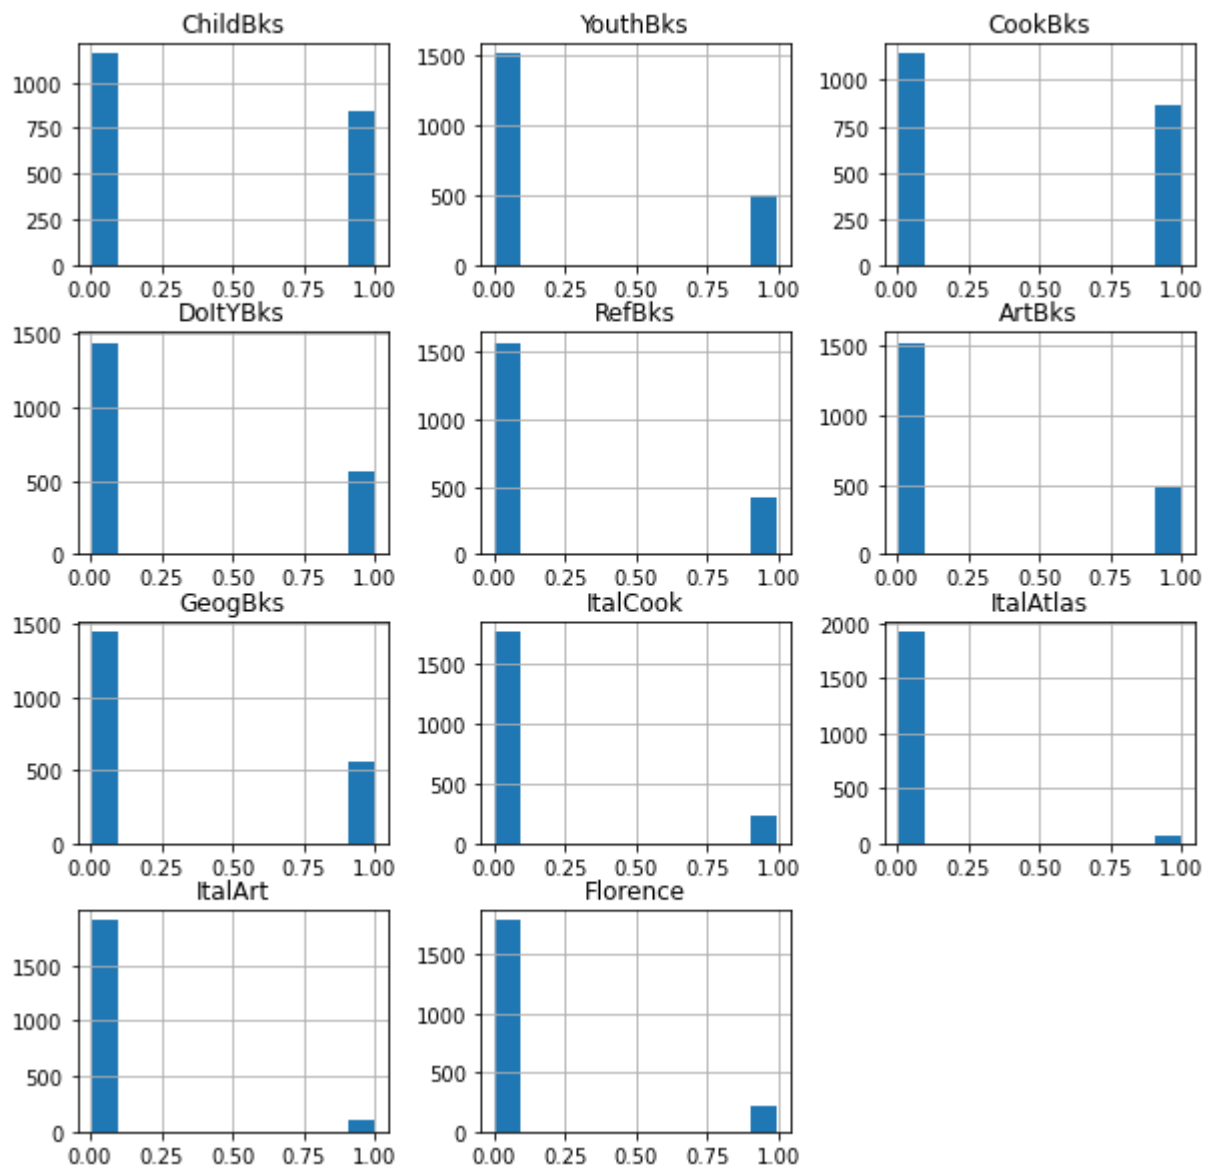 ChildBks YouthBks CookBks
1000 1500 1000
750 1000 750
500 500 500
250 250
0 0 0
0.00 0.25 0.50 0.75 1.00 0.00 0.25 0.50 0.75 1.00 0.00 0.25 0.50 0.75 1.00
DoItYBks RefBks ArtBks
1500 1500 1500
1000 1000 1000
500 500 500
0 0 0
0.00 0.25 0.50 0.75 1.00 0.00 0.25 0.50 0.75 1.00 0.00 0.25 0.50 0.75 1.00
GeogBks ItalCook ItalAtlas
1500 1500 2000
1000 1000 1500
500 500 1000
0 0 500
0
0.00 0.25 0.50 0.75 1.00 0.00 0.25 0.50 0.75 1.00 0.00 0.25 0.50 0.75 1.00
ItalArt Florence
1500 1500
1000 1000
500 500
0 0
0.00 0.25 0.50 0.75 1.00 0.00 0.25 0.50 0.75 1.00